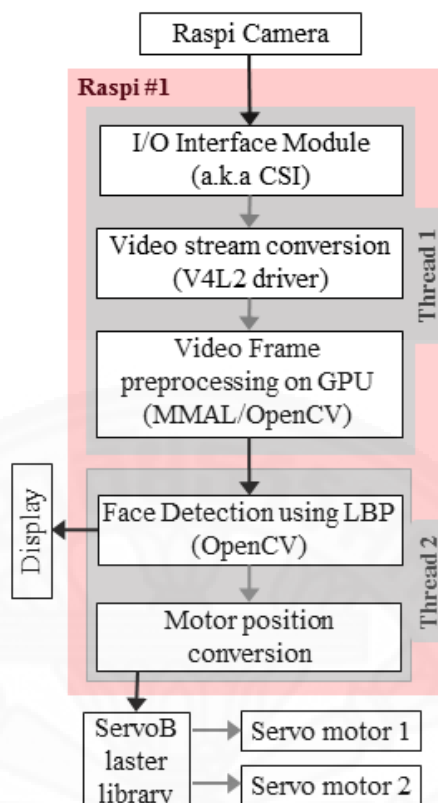 Raspi Camera
Raspi #1
I/O Interface Module
(a.k.a CSI)
Video stream conversion
(V4L2 driver)
Thread 1
Video Frame
preprocessing on GPU
(MMAL/OpenCV)
Display
Face Detection using LBP
(OpenCV)
Thread 2
Motor position
conversion
ServoB
laster
library
Servo motor 1
Servo motor 2